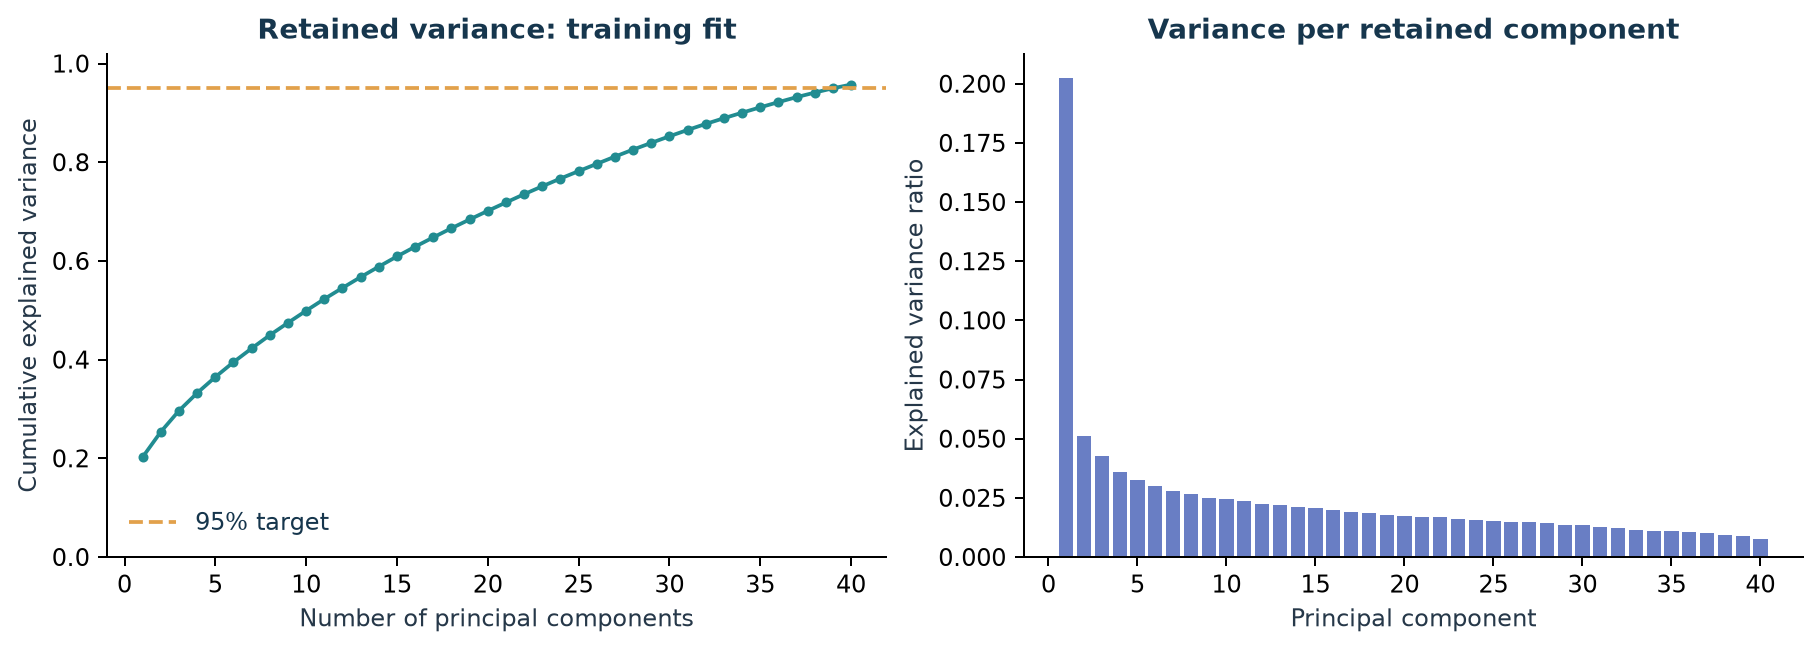 Retained variance: training fit
Cumulative explained variance
1.0
0.8
0.6
0.4
0.2
0.0
95% target
0 5 10 15 20 25 30 35 40
Number of principal components
Variance per retained component
Explained variance ratio
0.200
0.175
0.150
0.125
0.100
0.075
0.050
0.025
0.000
0 5 10 15 20 25 30 35 40
Principal component